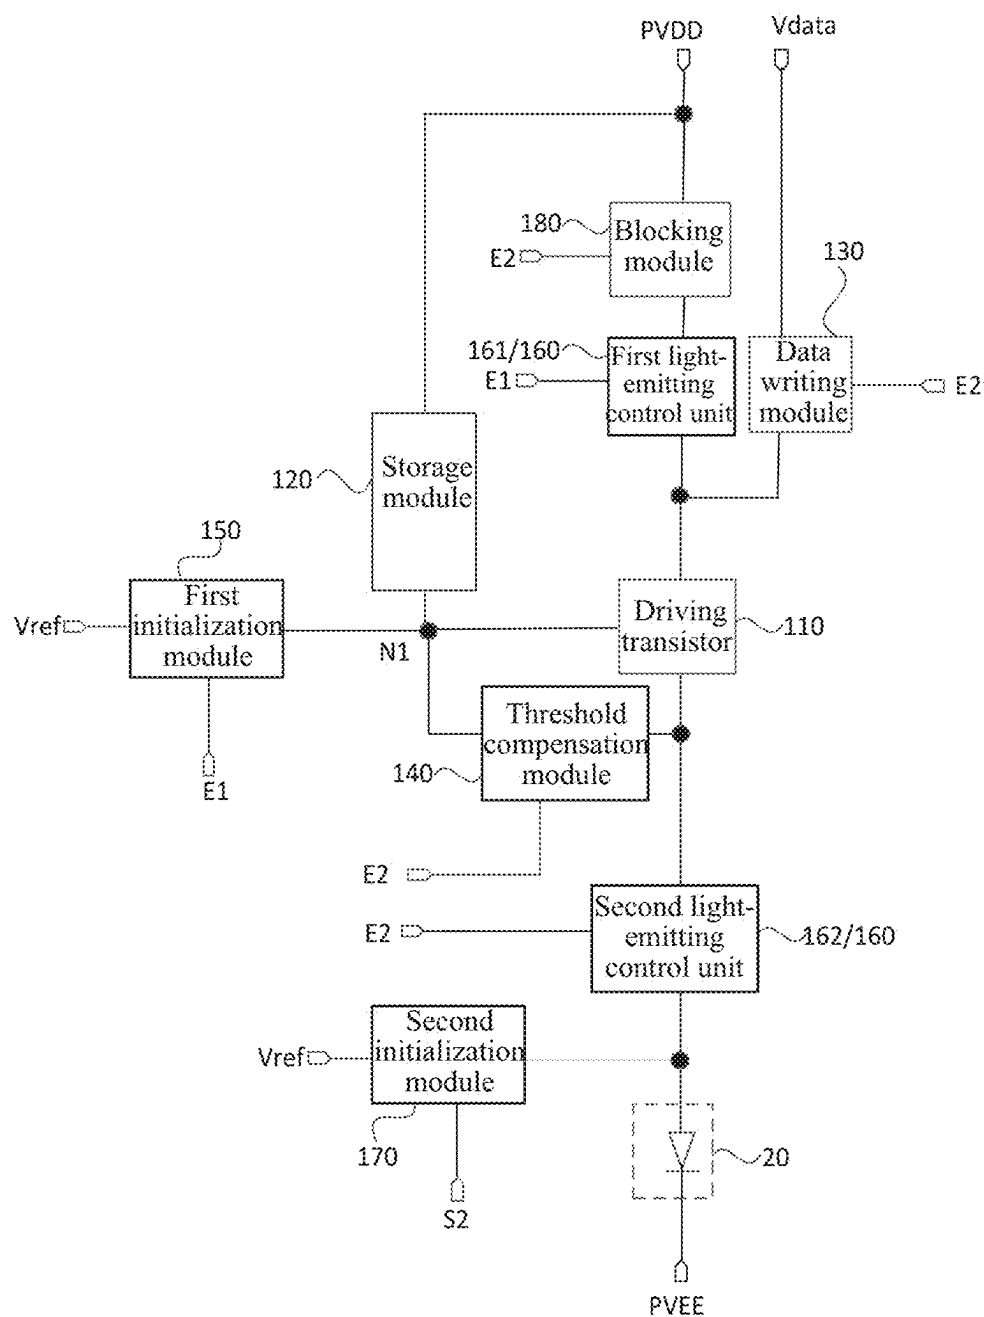 PVDD
Vdata
180
Blocking
module
E2
130
161/160
First light-
emitting
control unit
E1
Data
writing
module
E2
120
Storage
module
150
First
initialization
module
Vref
N1
Driving
transistor
110
Threshold
compensation
module
140
E1
E2
Second light-
emitting
control unit
E2
162/160
Second
initialization
module
Vref
170
20
S2
PVEE